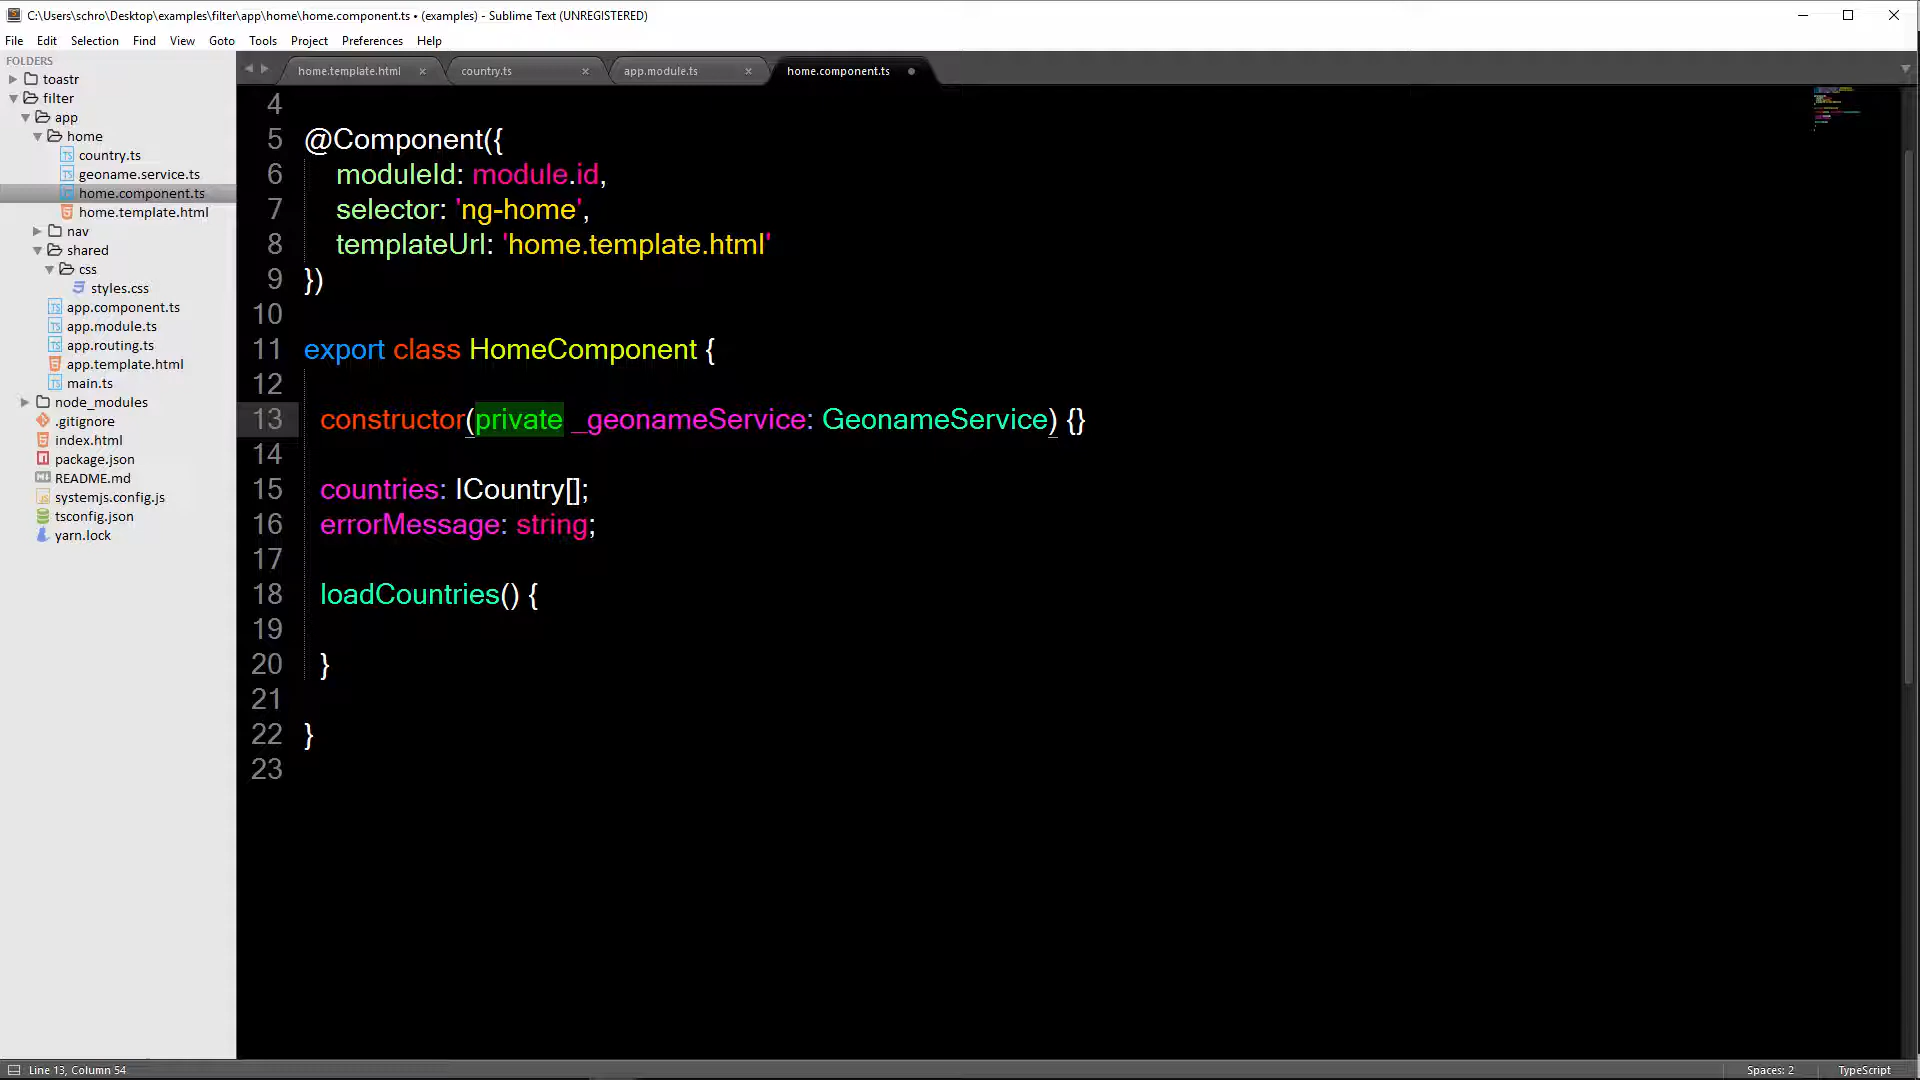 C:\Users\schro\Desktop\examples\filter\app\home\home.component.ts • (examples) - Sublime Text (UNREGISTERED)
File Edit Selection Find View Goto Tools Project Preferences Help
FOLDERS
toastr
filter
app
home
country.ts
geoname.service.ts
home.component.ts
home.template.html
nav
shared
css
styles.css
app.component.ts
app.module.ts
app.routing.ts
app.template.html
main.ts
node_modules
.gitignore
index.html
package.json
README.md
systemjs.config.js
tsconfig.json
yarn.lock
home.template.html country.ts app.module.ts home.component.ts
4
5 @Component({
6 moduleId: module.id,
7 selector: 'ng-home',
8 templateUrl: 'home.template.html'
9 })
10
11 export class HomeComponent {
12
13 constructor(private _geonameService: GeonameService) {}
14
15 countries: ICountry[];
16 errorMessage: string;
17
18 loadCountries() {
19
20 }
21
22 }
23
Line 13, Column 54 Spaces: 2 TypeScript